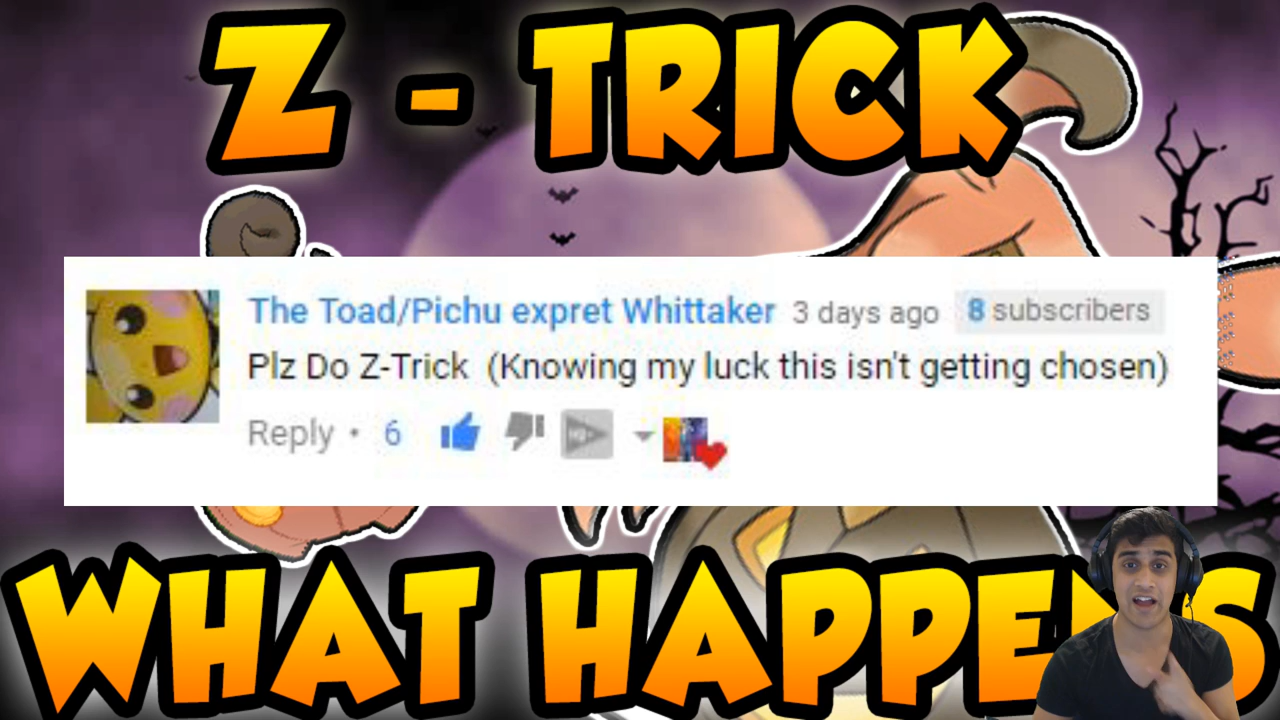 Z - TRICK
The Toad/Pichu expret Whittaker 3 days ago 8 subscribers
Plz Do Z-Trick (Knowing my luck this isn't getting chosen)
Reply • 6
WHAT HAPPENS